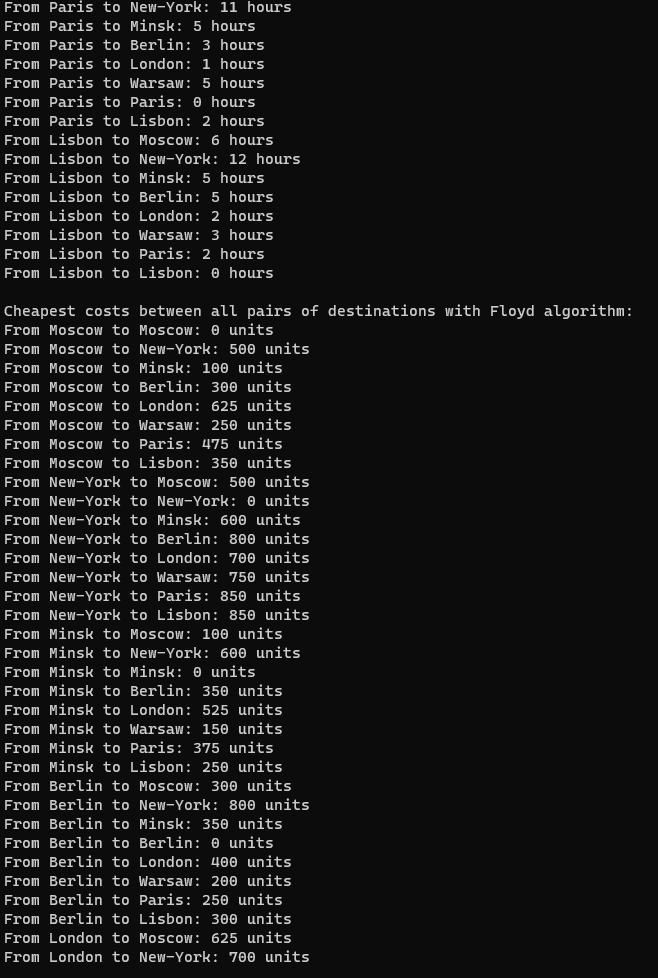 From Paris to New-York: 11 hours
From Paris to Minsk: 5 hours
From Paris to Berlin: 3 hours
From Paris to London: 1 hours
From Paris to Warsaw: 5 hours
From Paris to Paris: 0 hours
From Paris to Lisbon: 2 hours
From Lisbon to Moscow: 6 hours
From Lisbon to New-York: 12 hours
From Lisbon to Minsk: 5 hours
From Lisbon to Berlin: 5 hours
From Lisbon to London: 2 hours
From Lisbon to Warsaw: 3 hours
From Lisbon to Paris: 2 hours
From Lisbon to Lisbon: 0 hours
Cheapest costs between all pairs of destinations with Floyd algorithm:
From Moscow to Moscow: 0 units
From Moscow to New-York: 500 units
From Moscow to Minsk: 100 units
From Moscow to Berlin: 300 units
From Moscow to London: 625 units
From Moscow to Warsaw: 250 units
From Moscow to Paris: 475 units
From Moscow to Lisbon: 350 units
From New-York to Moscow: 500 units
From New-York to New-York: 0 units
From New-York to Minsk: 600 units
From New-York to Berlin: 800 units
From New-York to London: 700 units
From New-York to Warsaw: 750 units
From New-York to Paris: 850 units
From New-York to Lisbon: 850 units
From Minsk to Moscow: 100 units
From Minsk to New-York: 600 units
From Minsk to Minsk: 0 units
From Minsk to Berlin: 350 units
From Minsk to London: 525 units
From Minsk to Warsaw: 150 units
From Minsk to Paris: 375 units
From Minsk to Lisbon: 250 units
From Berlin to Moscow: 300 units
From Berlin to New-York: 800 units
From Berlin to Minsk: 350 units
From Berlin to Berlin: 0 units
From Berlin to London: 400 units
From Berlin to Warsaw: 200 units
From Berlin to Paris: 250 units
From Berlin to Lisbon: 300 units
From London to Moscow: 625 units
From London to New-York: 700 units